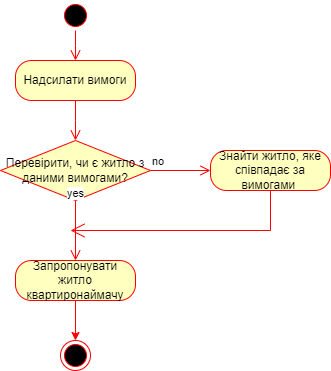 Надсилати вимоги
Перевірити, чи є житло з
даними вимогами?
no
yes
Знайти житло, яке
співпадає за
вимогами
Запропонувати
житло
квартиронаймачу